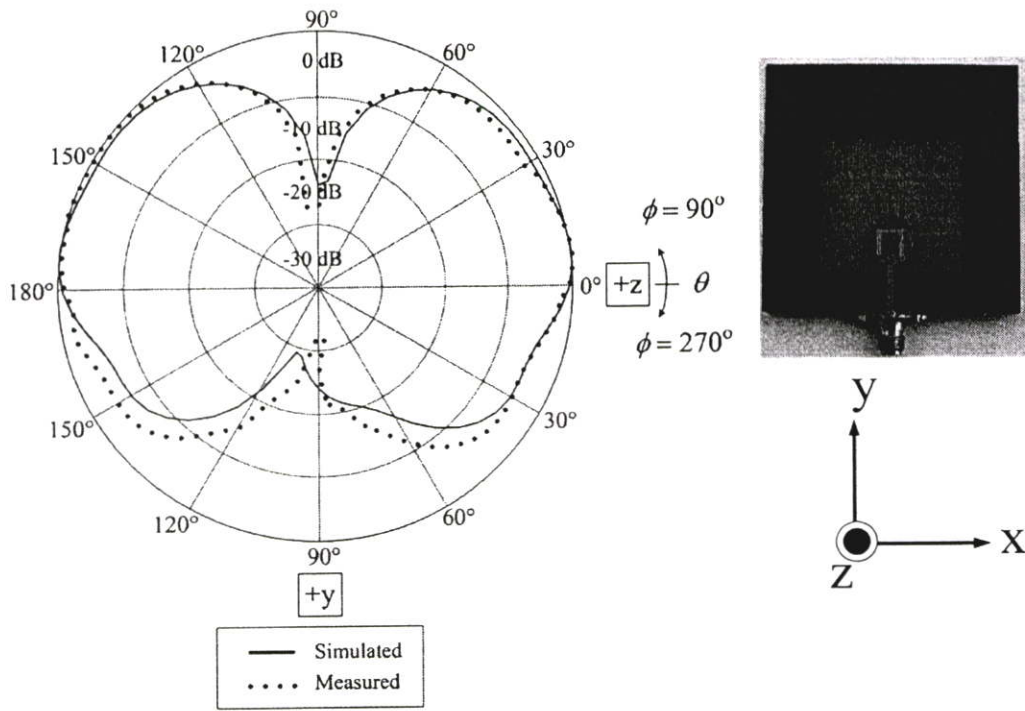 90°
120°
0 dB
60°
-10 dB
150°
30°
-20 dB
ϕ = 90°
-30 dB
180°
0°
+z
θ
ϕ = 270°
150°
30°
120°
60°
90°
+y
Simulated
Measured
y
x
z